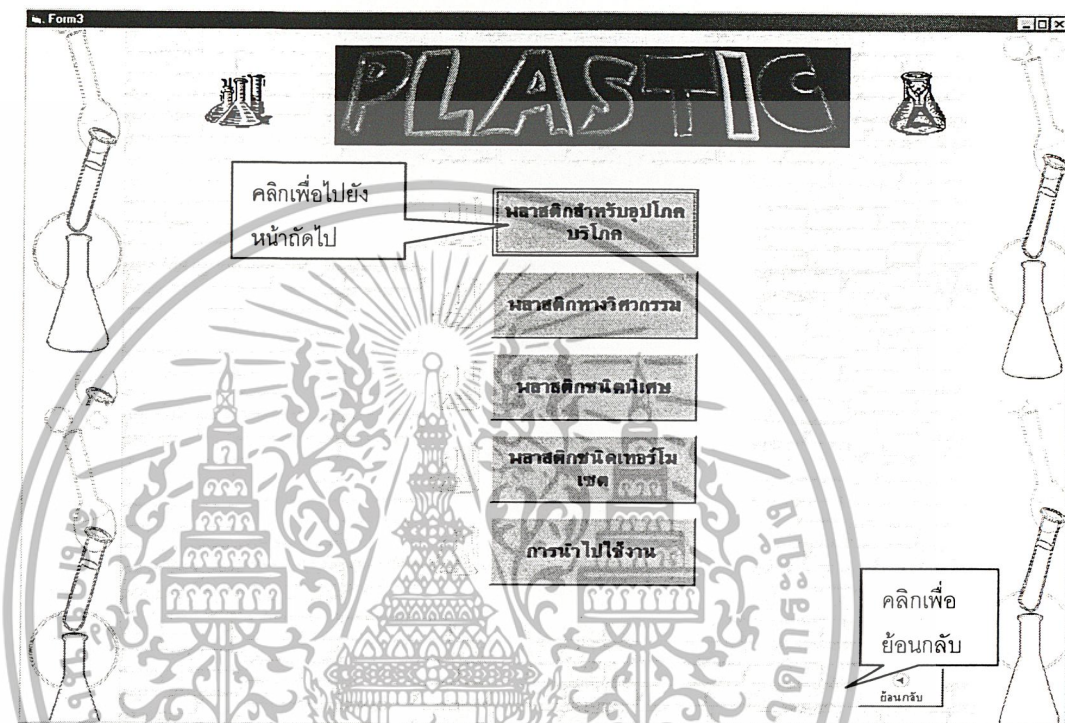 Form3
PLASTIC
คลิกเพื่อไปยัง
หน้าถัดไป
พลาสติกสำหรับอุปโภค
บริโภค
พลาสติกทางวิศวกรรม
พลาสติกชนิดพิเศษ
พลาสติกชนิดเทอร์โม
เซต
การนำไปใช้งาน
คลิกเพื่อ
ย้อนกลับ
ย้อนกลับ